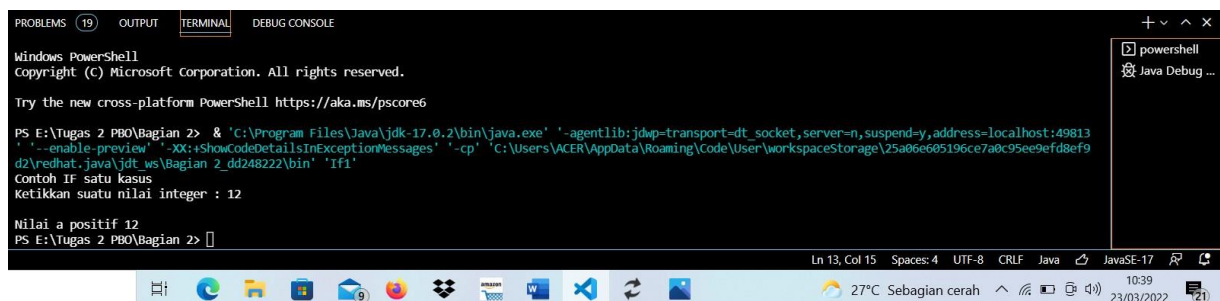 PROBLEMS 19 OUTPUT TERMINAL DEBUG CONSOLE
Windows PowerShell
Copyright (C) Microsoft Corporation. All rights reserved.
Try the new cross-platform PowerShell https://aka.ms/pscore6
PS E:\Tugas 2 PBO\Bagian 2>  & 'C:\Program Files\Java\jdk-17.0.2\bin\java.exe' '-agentlib:jdwp=transport=dt_socket,server=n,suspend=y,address=localhost:49813
' '--enable-preview' '-XX:+ShowCodeDetailsInExceptionMessages' '-cp' 'C:\Users\ACER\AppData\Roaming\Code\User\workspaceStorage\25a06e605196ce7a0c95ee9efd8ef9
d2\redhat.java\jdt_ws\Bagian 2_dd248222\bin' 'If1'
Contoh IF satu kasus
Ketikkan suatu nilai integer : 12
Nilai a positif 12
PS E:\Tugas 2 PBO\Bagian 2>
powershell
Java Debug ...
Ln 13, Col 15 Spaces: 4 UTF-8 CRLF Java JavaSE-17
9
amazon
W
27°C Sebagian cerah
10:39
23/03/2022
21